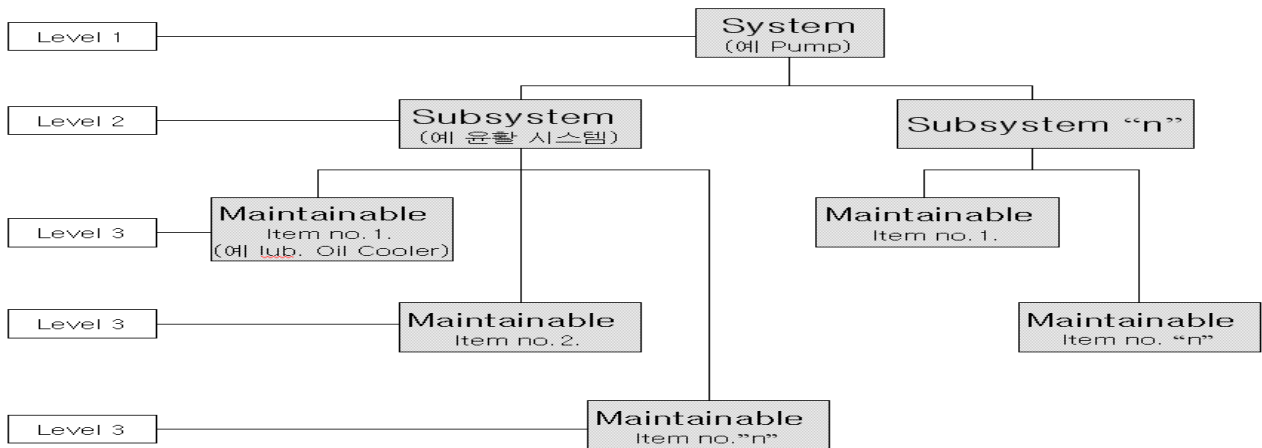 Level 1
System
(예 Pump)
Level 2
Subsystem
(예 윤활 시스템)
Subsystem “n”
Level 3
Maintainable
Item no.1.
(예 lub. Oil Cooler)
Maintainable
Item no.1.
Level 3
Maintainable
Item no.2.
Maintainable
Item no. “n”
Level 3
Maintainable
Item no.”n”